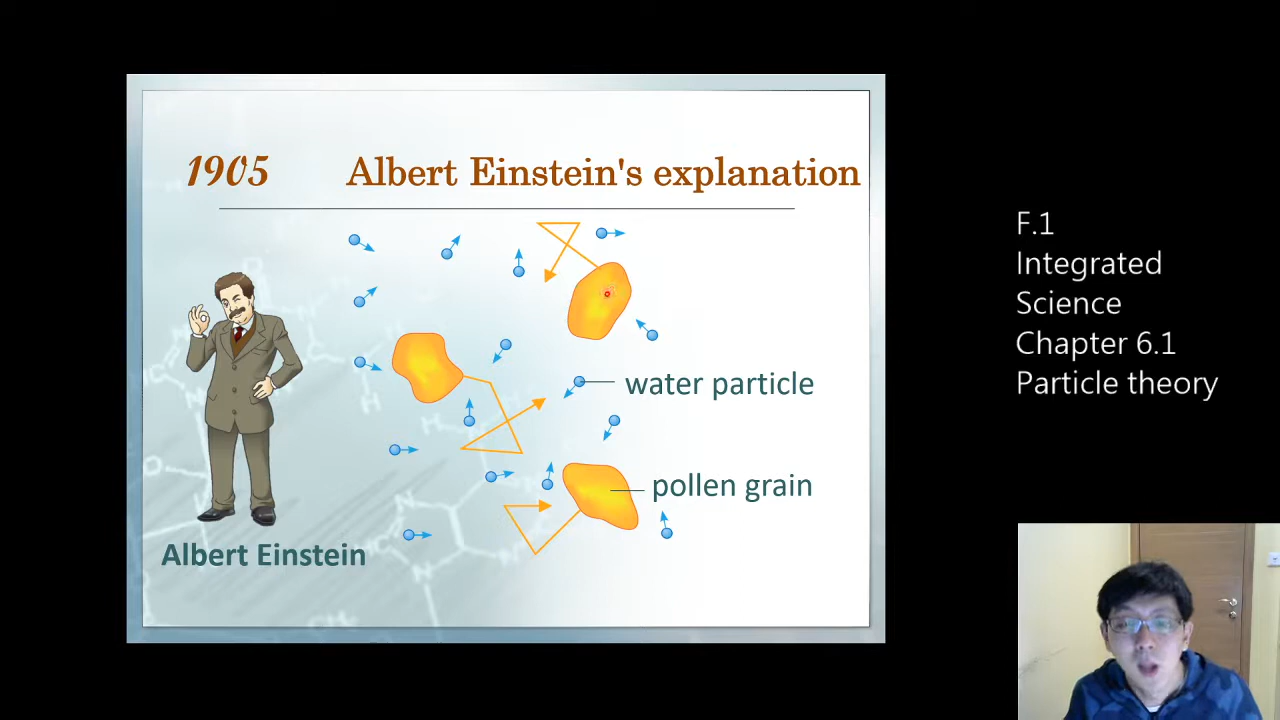 1905 Albert Einstein's explanation
water particle
pollen grain
Albert Einstein
F.1
Integrated
Science
Chapter 6.1
Particle theory